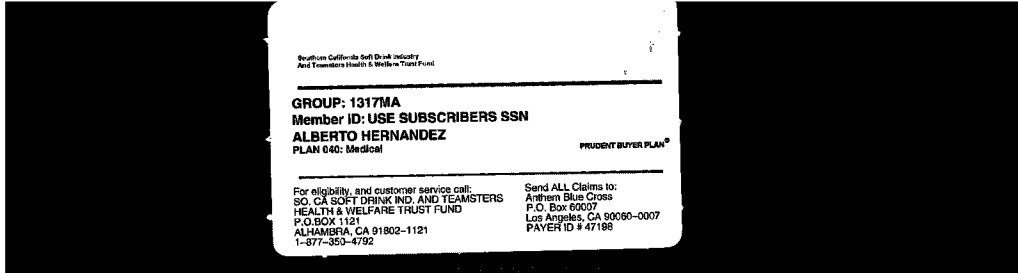 Southern California Soft Drink Industry
And Teamsters Health & Welfare Trust Fund
GROUP: 1317MA
Member ID: USE SUBSCRIBERS SSN
ALBERTO HERNANDEZ
PLAN 040: Medical
PRUDENT BUYER PLAN®
For eligibility, and customer service call:
SO. CA SOFT DRINK IND. AND TEAMSTERS
HEALTH & WELFARE TRUST FUND
P.O.BOX 1121
ALHAMBRA, CA 91802-1121
1-877-350-4792
Send ALL Claims to:
Anthem Blue Cross
P.O. Box 60007
Los Angeles, CA 90060-0007
PAYER ID # 47198